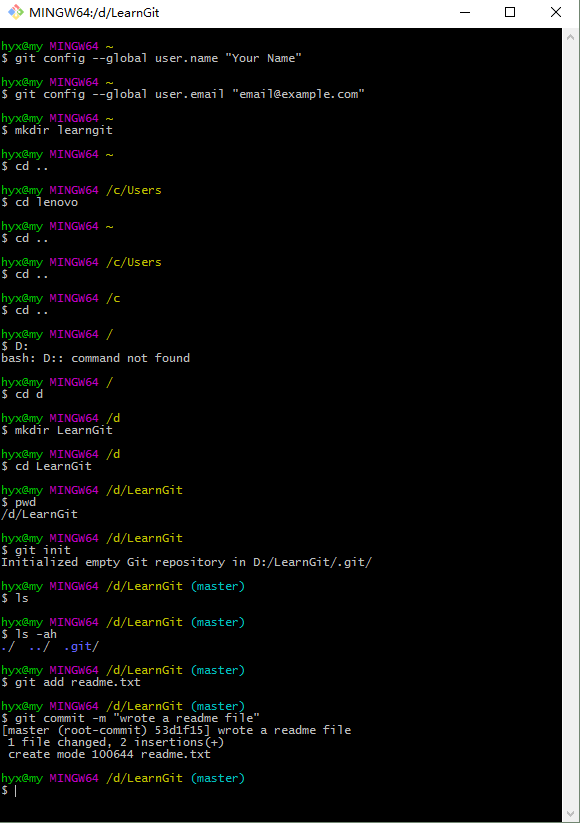 MINGW64:/d/LearnGit
hyx@my MINGW64 ~
$ git config --global user.name "Your Name"
hyx@my MINGW64 ~
$ git config --global user.email "email@example.com"
hyx@my MINGW64 ~
$ mkdir learngit
hyx@my MINGW64 ~
$ cd ..
hyx@my MINGW64 /c/Users
$ cd lenovo
hyx@my MINGW64 ~
$ cd ..
hyx@my MINGW64 /c/Users
$ cd ..
hyx@my MINGW64 /c
$ cd ..
hyx@my MINGW64 /
$ D:
bash: D:: command not found
hyx@my MINGW64 /
$ cd d
hyx@my MINGW64 /d
$ mkdir LearnGit
hyx@my MINGW64 /d
$ cd LearnGit
hyx@my MINGW64 /d/LearnGit
$ pwd
/d/LearnGit
hyx@my MINGW64 /d/LearnGit
$ git init
Initialized empty Git repository in D:/LearnGit/.git/
hyx@my MINGW64 /d/LearnGit (master)
$ ls
hyx@my MINGW64 /d/LearnGit (master)
$ ls -ah
./  ../  .git/
hyx@my MINGW64 /d/LearnGit (master)
$ git add readme.txt
hyx@my MINGW64 /d/LearnGit (master)
$ git commit -m "wrote a readme file"
[master (root-commit) 53d1f15] wrote a readme file
 1 file changed, 2 insertions(+)
 create mode 100644 readme.txt
hyx@my MINGW64 /d/LearnGit (master)
$